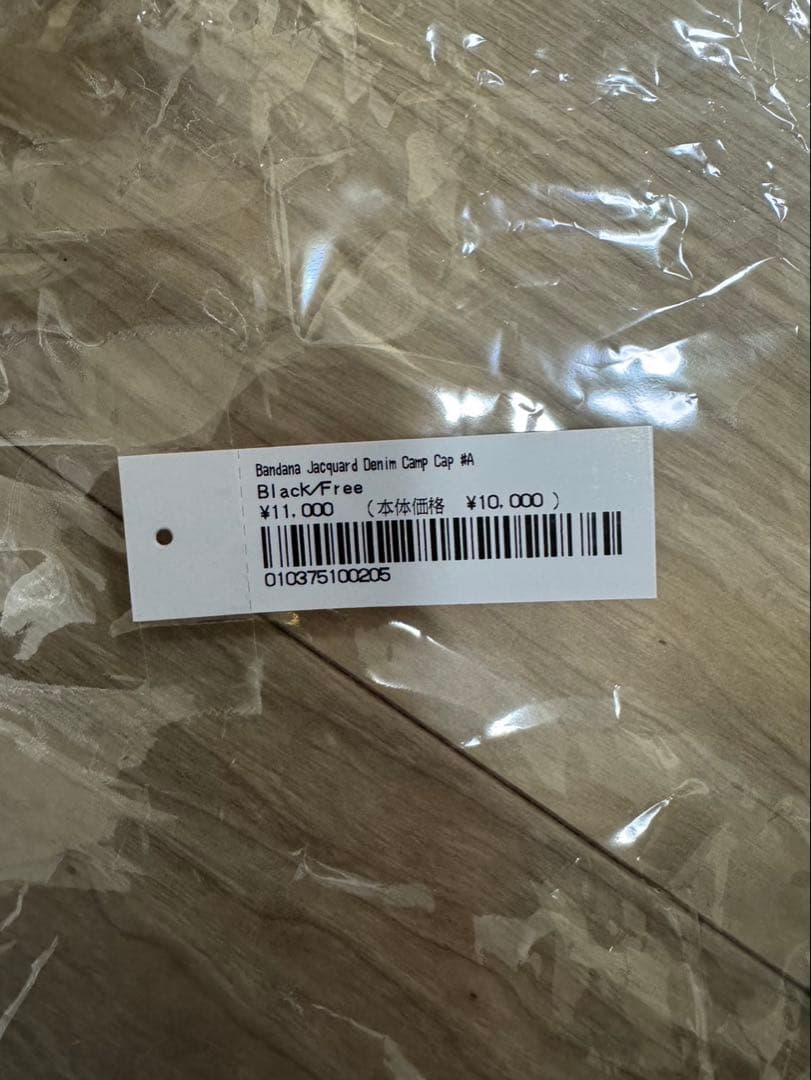 Bandana Jacquard Denim Camp Cap #A
Black/Free
¥11,000 (本体価格 ¥10,000)
010375100205